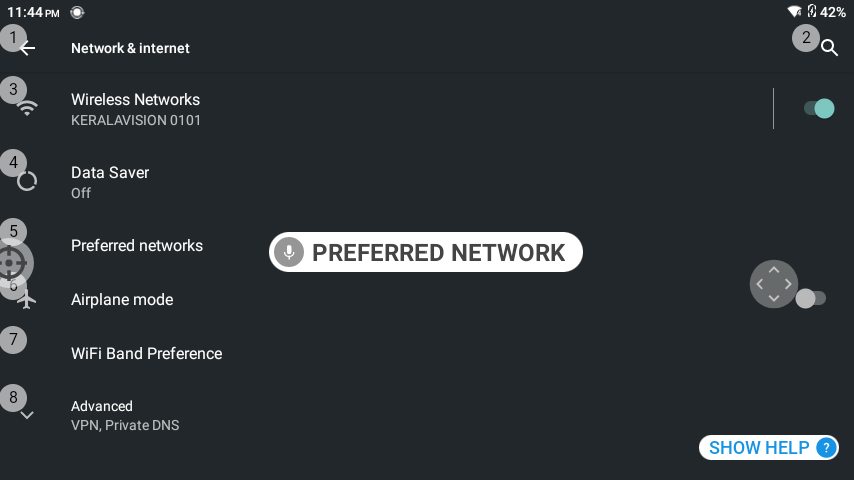 11:44 PM 42%
1 Network & internet 2
3 Wireless Networks
KERALAVISION 0101
4 Data Saver
Off
5 Preferred networks
PREFERRED NETWORK
6 Airplane mode
7 WiFi Band Preference
8 Advanced
VPN, Private DNS
SHOW HELP ?